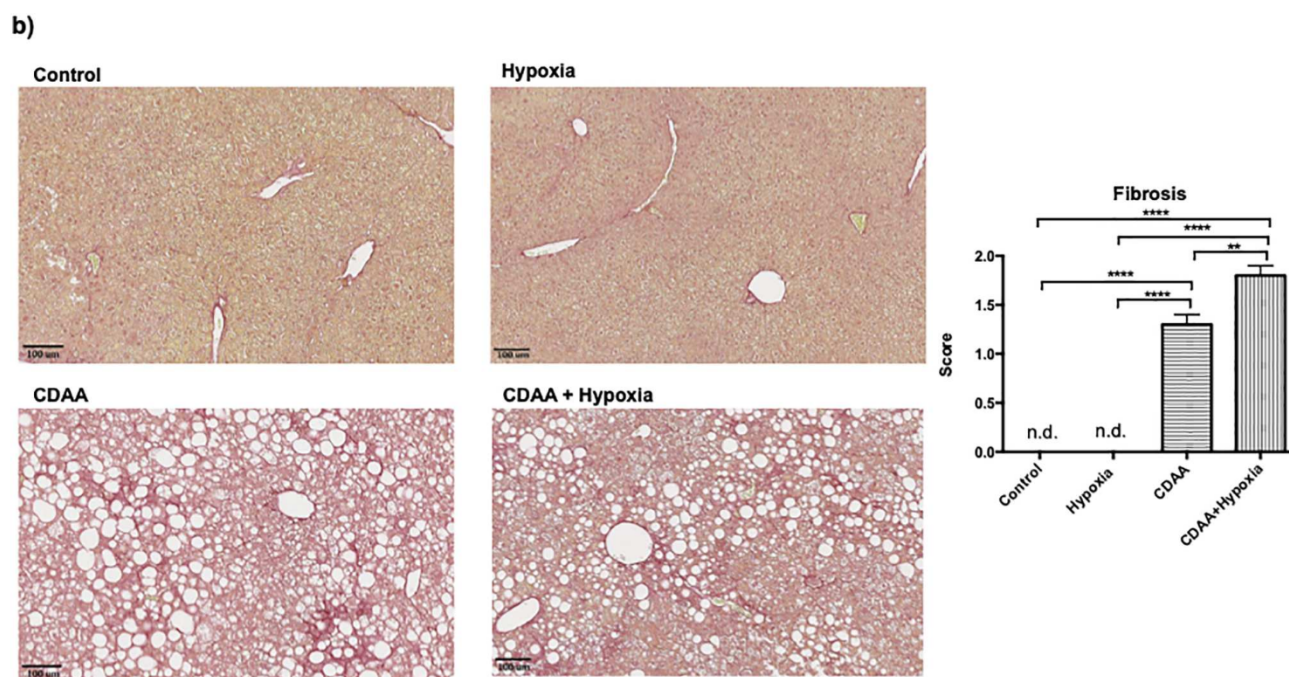 b)
Control
Hypoxia
100 um
100 um
CDAA
CDAA + Hypoxia
100 um
100 um
Fibrosis
****
****
**
****
****
Score
2.0
1.5
1.0
0.5
0.0
n.d.
n.d.
Control
Hypoxia
CDAA
CDAA+Hypoxia